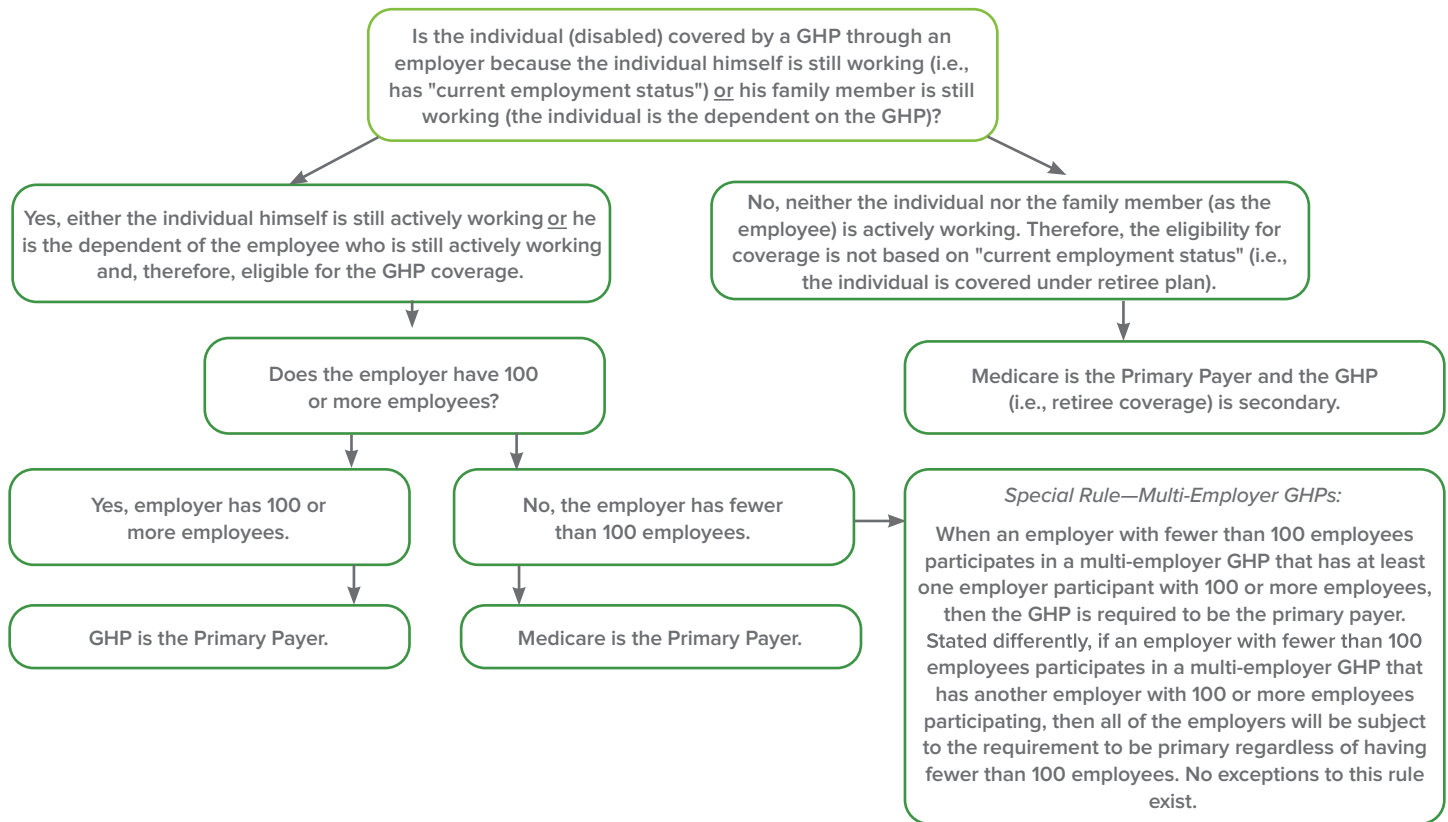 Is the individual (disabled) covered by a GHP through an
employer because the individual himself is still working (i.e.,
has "current employment status") or his family member is still
working (the individual is the dependent on the GHP)?
Yes, either the individual himself is still actively working or he
is the dependent of the employee who is still actively working
and, therefore, eligible for the GHP coverage.
No, neither the individual nor the family member (as the
employee) is actively working. Therefore, the eligibility for
coverage is not based on "current employment status" (i.e.,
the individual is covered under retiree plan).
Does the employer have 100
or more employees?
Medicare is the Primary Payer and the GHP
(i.e., retiree coverage) is secondary.
Yes, employer has 100 or
more employees.
No, the employer has fewer
than 100 employees.
GHP is the Primary Payer.
Medicare is the Primary Payer.
Special Rule—Multi-Employer GHPs:
When an employer with fewer than 100 employees
participates in a multi-employer GHP that has at least
one employer participant with 100 or more employees,
then the GHP is required to be the primary payer.
Stated differently, if an employer with fewer than 100
employees participates in a multi-employer GHP that
has another employer with 100 or more employees
participating, then all of the employers will be subject
to the requirement to be primary regardless of having
fewer than 100 employees. No exceptions to this rule
exist.